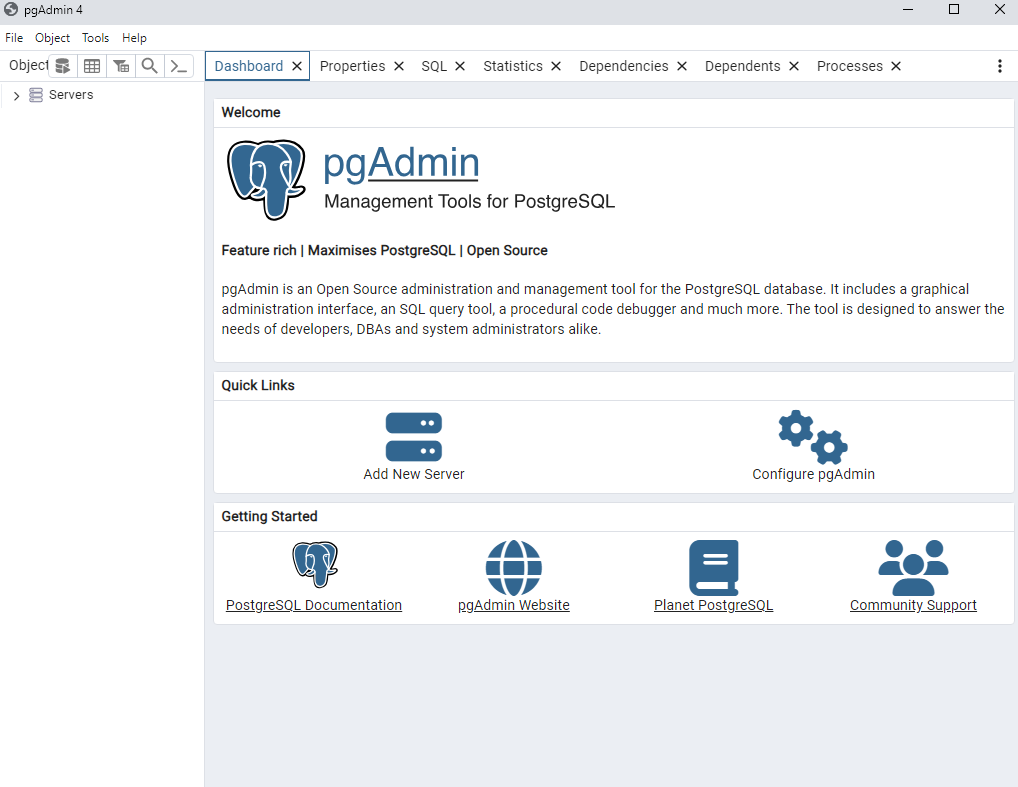 pgAdmin 4
File Object Tools Help
Object
Dashboard Properties SQL Statistics Dependencies Dependents Processes
Servers
Welcome
pgAdmin
Management Tools for PostgreSQL
Feature rich | Maximises PostgreSQL | Open Source
pgAdmin is an Open Source administration and management tool for the PostgreSQL database. It includes a graphical
administration interface, an SQL query tool, a procedural code debugger and much more. The tool is designed to answer the
needs of developers, DBAs and system administrators alike.
Quick Links
Add New Server
Configure pgAdmin
Getting Started
PostgreSQL Documentation
pgAdmin Website
Planet PostgreSQL
Community Support